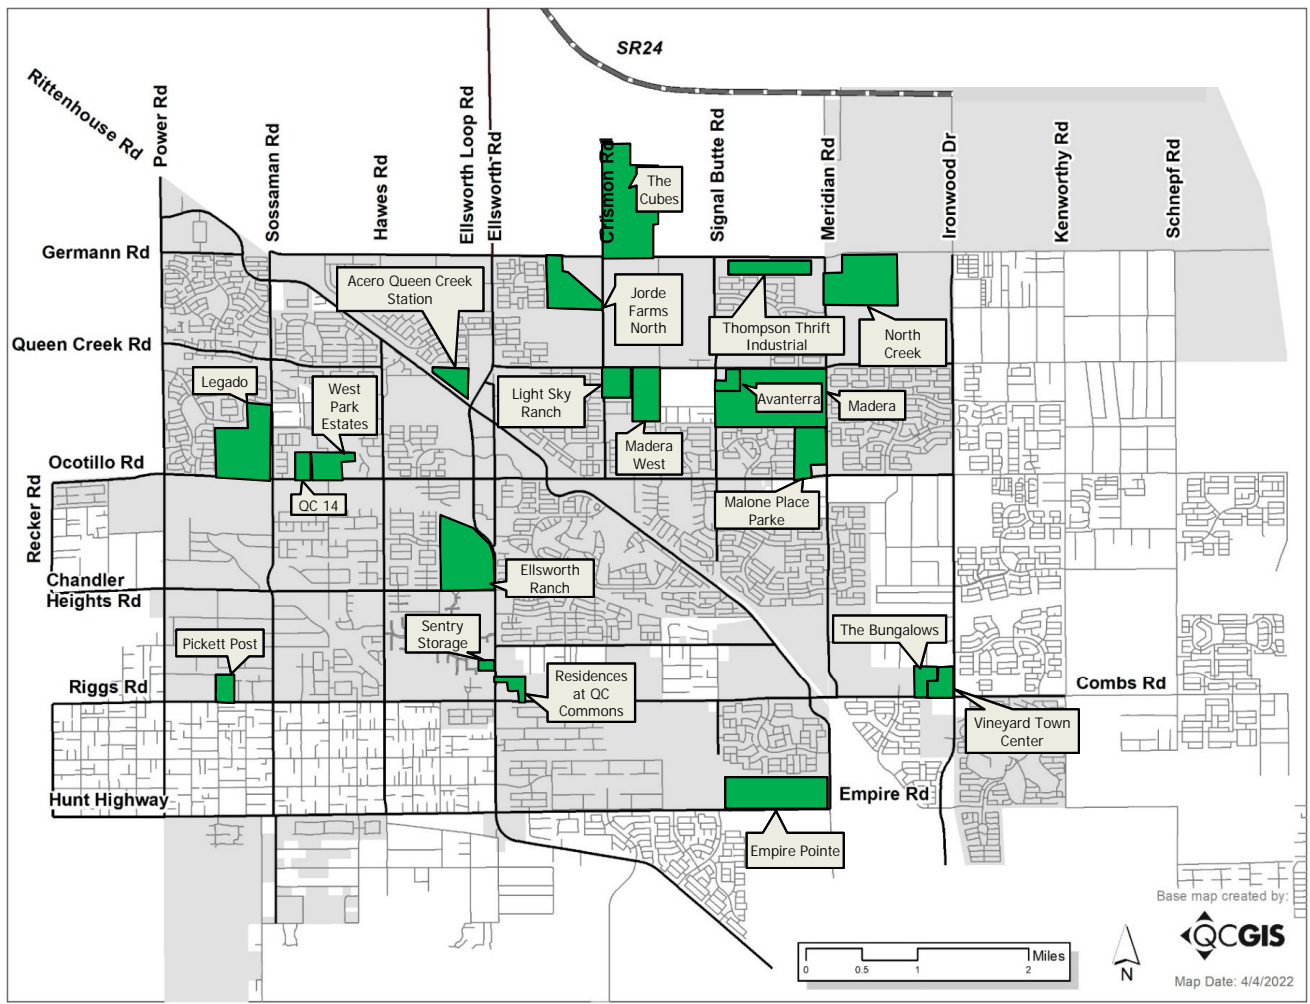 SR24
Rittenhouse Rd
Power Rd
Sossaman Rd
Hawes Rd
Ellsworth Loop Rd
Ellsworth Rd
Crismon Rd
Signal Butte Rd
Meridian Rd
Ironwood Dr
Kenworthy Rd
Schnepf Rd
The
Cubes
Germann Rd
Acero Queen Creek
Station
Jorde
Farms
North
Thompson Thrift
Industrial
North
Creek
Queen Creek Rd
Legado
West
Park
Estates
Light Sky
Ranch
Avanterra
Madera
Madera
West
Ocotillo Rd
QC 14
Malone Place
Parke
Recker Rd
Ellsworth
Ranch
Chandler
Heights Rd
Pickett Post
Sentry
Storage
The Bungalows
Residences
at QC
Commons
Riggs Rd
Combs Rd
Vineyard Town
Center
Hunt Highway
Empire Rd
Empire Pointe
Base map created by:
QCGIS
Map Date: 4/4/2022
N
Miles
0 0.5 1 2